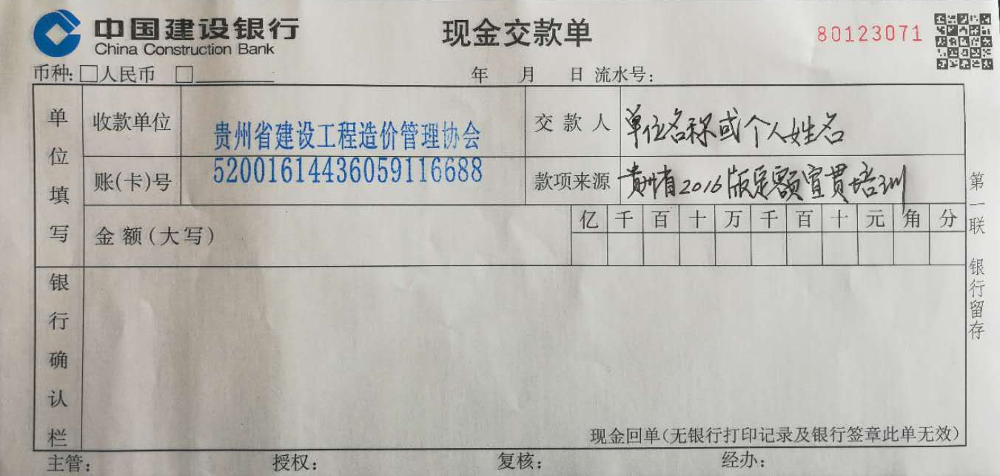 中国建设银行
China Construction Bank
现金交款单
80123071
币种：□人民币 □
年 月 日 流水号：
单位填写
收款单位
贵州省建设工程造价管理协会
交款人
单位名称或个人姓名
账(卡)号
52001614436059116688
款项来源
贵州省2016版定额宣贯培训
金额(大写)
亿 千 百 十 万 千 百 十 元 角 分
银行确认栏
现金回单(无银行打印记录及银行签章此单无效)
第一联 银行留存
主管： 授权： 复核： 经办：